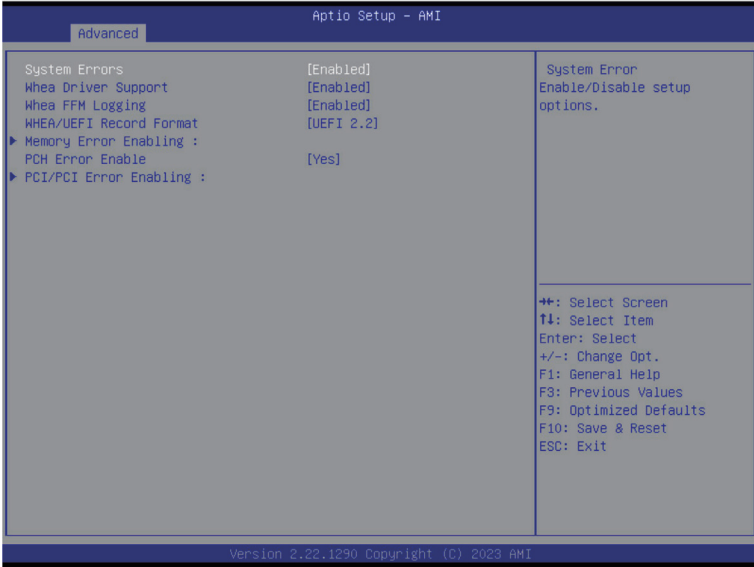 Aptio Setup – AMI
Advanced
System Errors [Enabled]
Whea Driver Support [Enabled]
Whea FFM Logging [Enabled]
WHEA/UEFI Record Format [UEFI 2.2]
Memory Error Enabling :
PCH Error Enable [Yes]
PCI/PCI Error Enabling :
System Error
Enable/Disable setup
options.
→←: Select Screen
↑↓: Select Item
Enter: Select
+/-: Change Opt.
F1: General Help
F3: Previous Values
F9: Optimized Defaults
F10: Save & Reset
ESC: Exit
Version 2.22.1290 Copyright (C) 2023 AMI